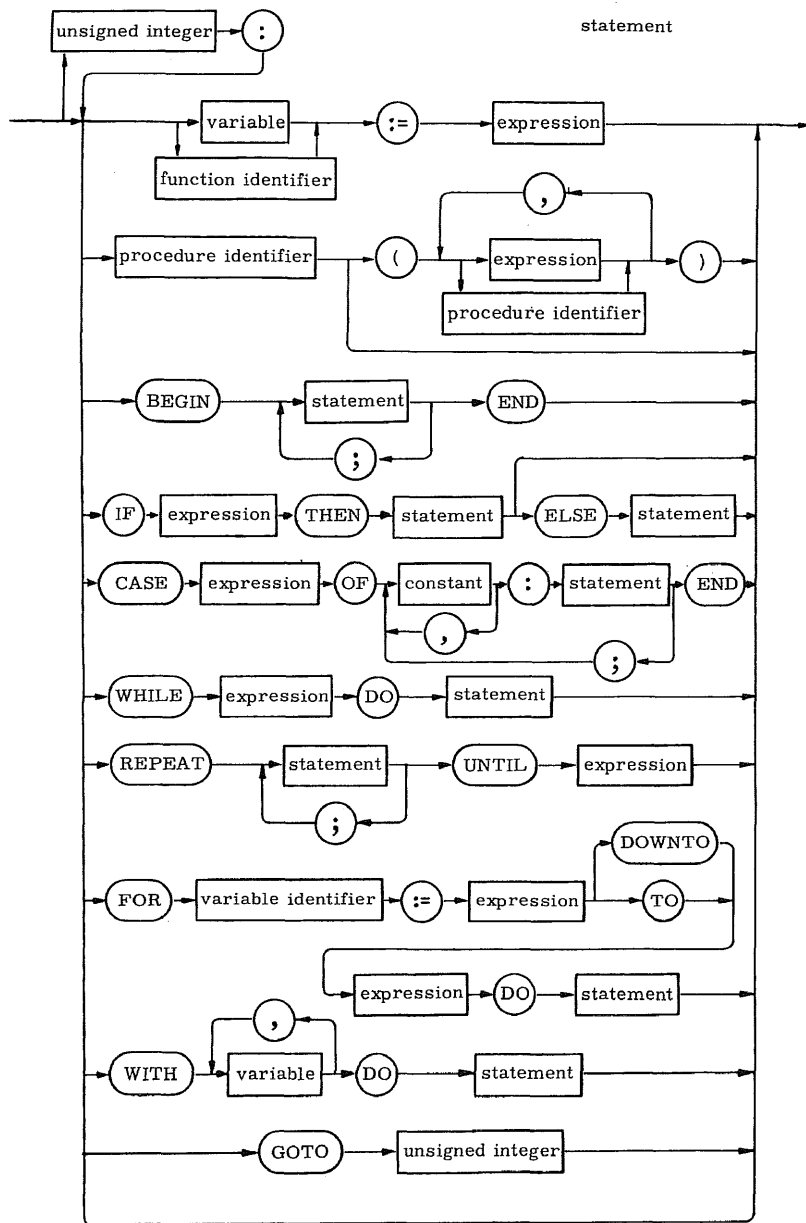 statement
unsigned integer :
variable := expression
function identifier
,
procedure identifier ( expression )
procedure identifier
BEGIN statement END
;
IF expression THEN statement ELSE statement
CASE expression OF constant : statement END
,
;
WHILE expression DO statement
REPEAT statement UNTIL expression
;
DOWNTO
FOR variable identifier := expression TO
expression DO statement
,
WITH variable DO statement
GOTO unsigned integer